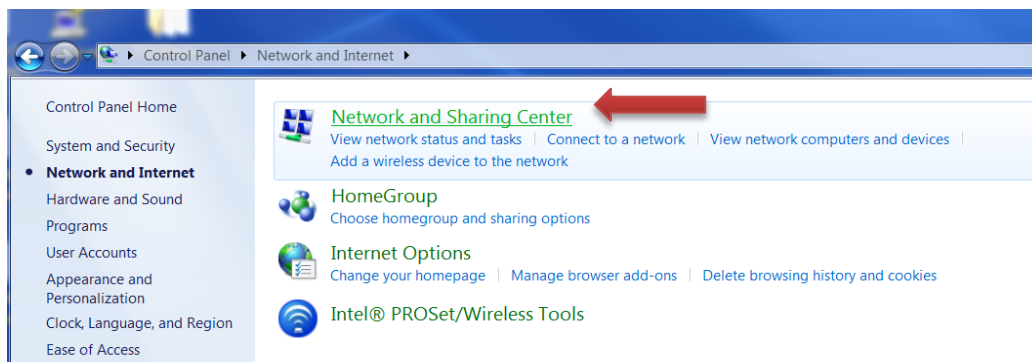 Control Panel Network and Internet
Control Panel Home
System and Security
Network and Internet
Hardware and Sound
Programs
User Accounts
Appearance and
Personalization
Clock, Language, and Region
Ease of Access
Network and Sharing Center
View network status and tasks Connect to a network View network computers and devices
Add a wireless device to the network
HomeGroup
Choose homegroup and sharing options
Internet Options
Change your homepage Manage browser add-ons Delete browsing history and cookies
Intel® PROSet/Wireless Tools